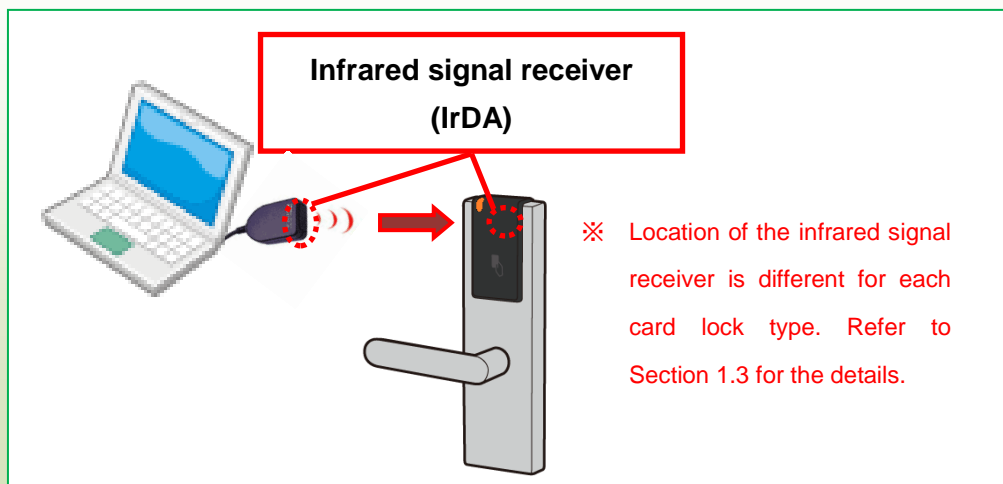 Infrared signal receiver
(IrDA)
※ Location of the infrared signal
receiver is different for each
card lock type. Refer to
Section 1.3 for the details.